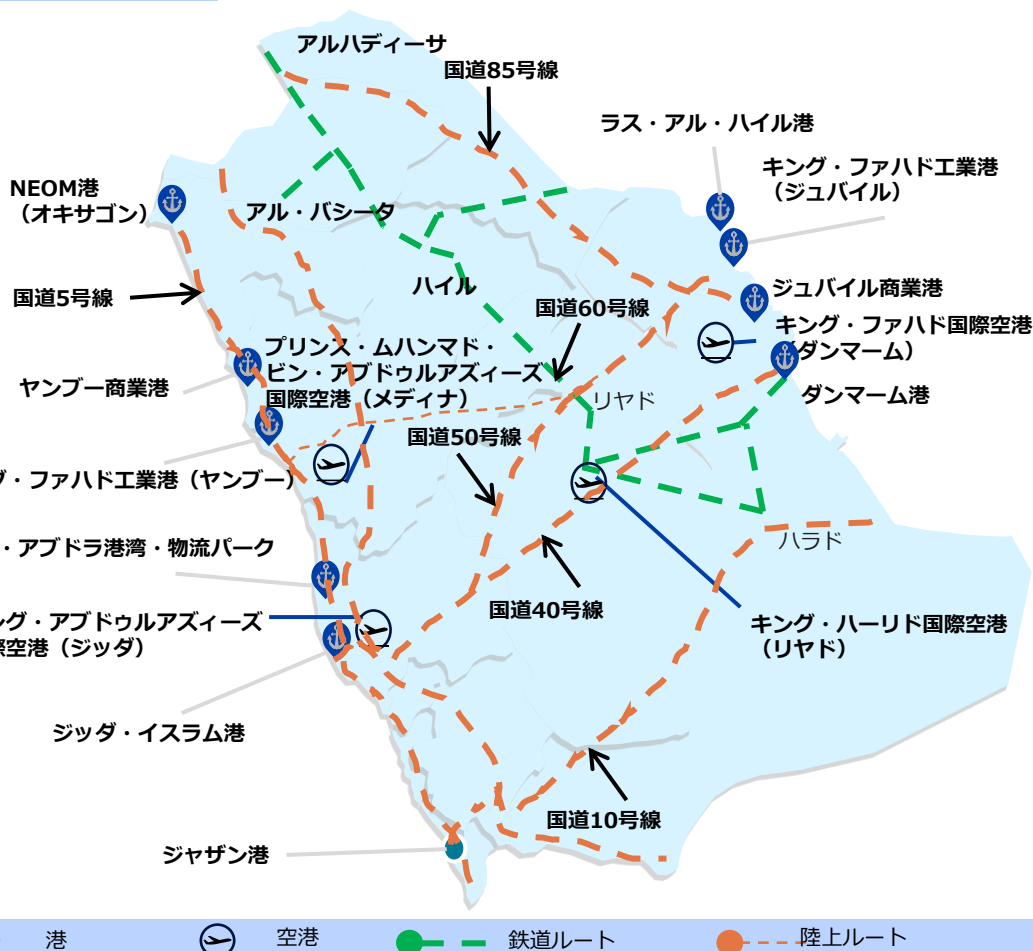 アルハディーサ
国道85号線
ラス・アル・ハイル港
キング・ファハド工業港
（ジュバイル）
NEOM港
（オキサゴン）
アル・バシータ
国道5号線
ハイル
国道60号線
ジュバイル商業港
キング・ファハド国際空港
（ダンマーム）
プリンス・ムハンマド・
ビン・アブドゥルアズィーズ
国際空港（メディナ）
ヤンブー商業港
リヤド
ダンマーム港
国道50号線
・ファハド工業港（ヤンブー）
・アブドラ港湾・物流パーク
ハラド
国道40号線
ング・アブドゥルアズィーズ
際空港（ジッダ）
キング・ハーリド国際空港
（リヤド）
ジッダ・イスラム港
国道10号線
ジャザン港
港
空港
鉄道ルート
陸上ルート